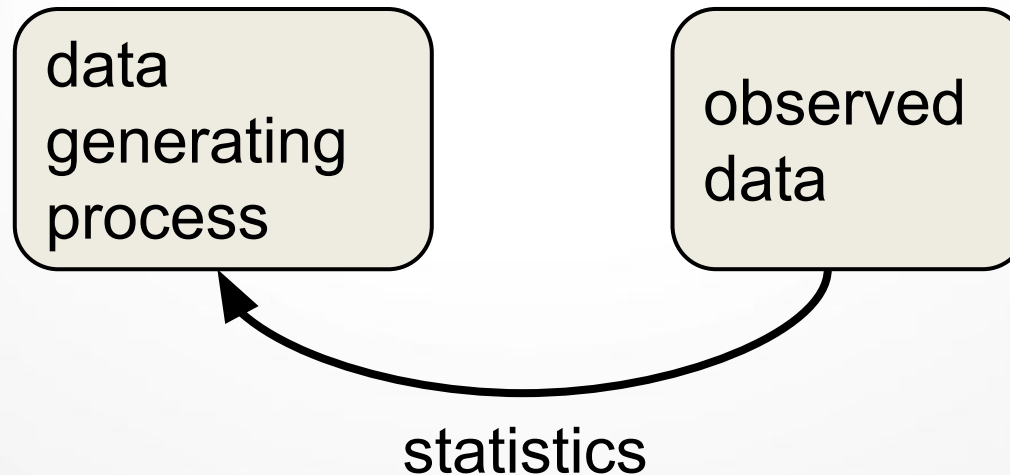 data
generating
process
observed
data
statistics